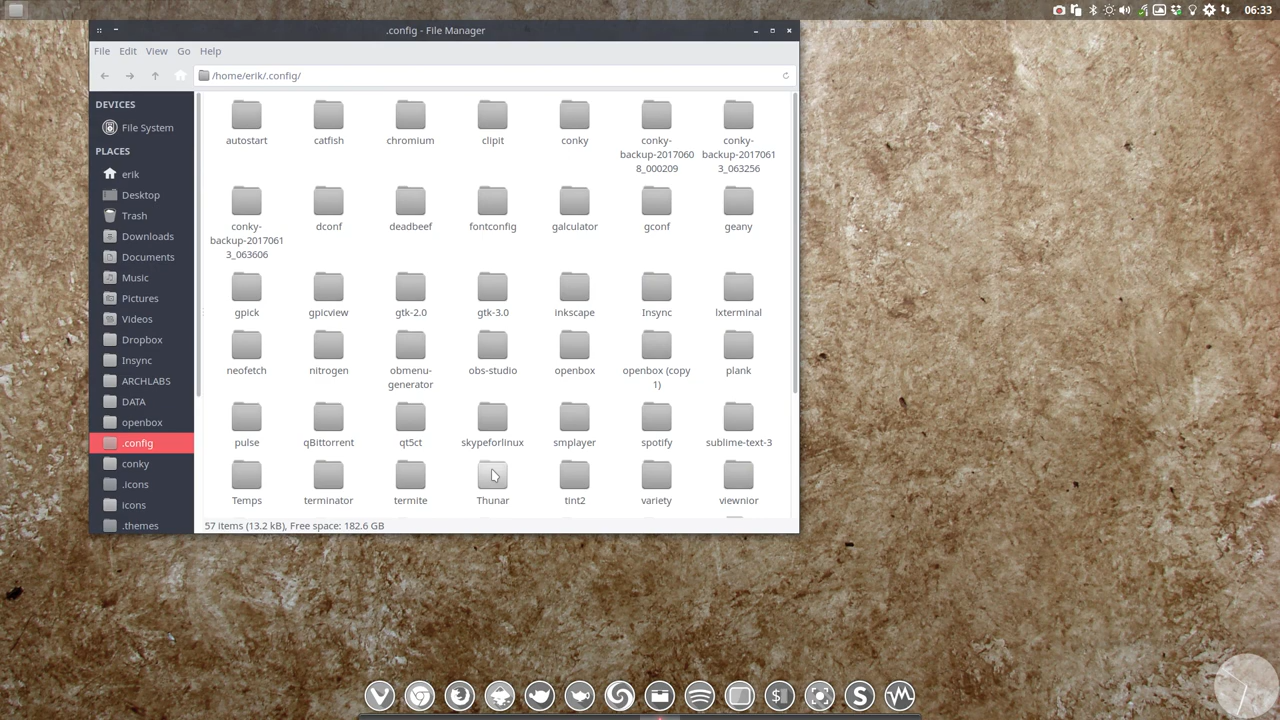 06:33
.config - File Manager
File Edit View Go Help
/home/erik/.config/
DEVICES
File System
PLACES
erik
Desktop
Trash
Downloads
Documents
Music
Pictures
Videos
Dropbox
Insync
ARCHLABS
DATA
openbox
.config
conky
.icons
icons
.themes
autostart
catfish
chromium
clipit
conky
conky-
backup-2017060
8_000209
conky-
backup-2017061
3_063256
conky-
backup-2017061
3_063606
dconf
deadbeef
fontconfig
galculator
gconf
geany
gpick
gpicview
gtk-2.0
gtk-3.0
inkscape
Insync
lxterminal
neofetch
nitrogen
obmenu-
generator
obs-studio
openbox
openbox (copy
1)
plank
pulse
qBittorrent
qt5ct
skypeforlinux
smplayer
spotify
sublime-text-3
Temps
terminator
termite
Thunar
tint2
variety
viewnior
57 items (13.2 kB), Free space: 182.6 GB